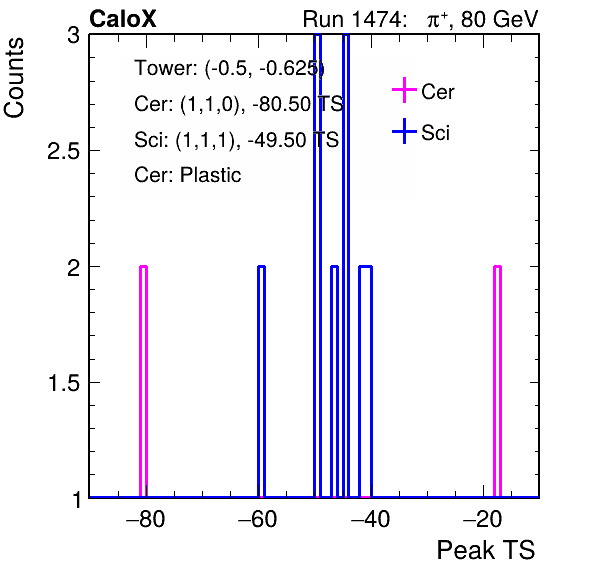 CaloX Run 1474: π⁺, 80 GeV
Counts
3
2.5
2
1.5
1
Tower: (-0.5, -0.625)
Cer: (1,1,0), -80.50 TS
Sci: (1,1,1), -49.50 TS
Cer: Plastic
Cer
Sci
−80 −60 −40 −20
Peak TS